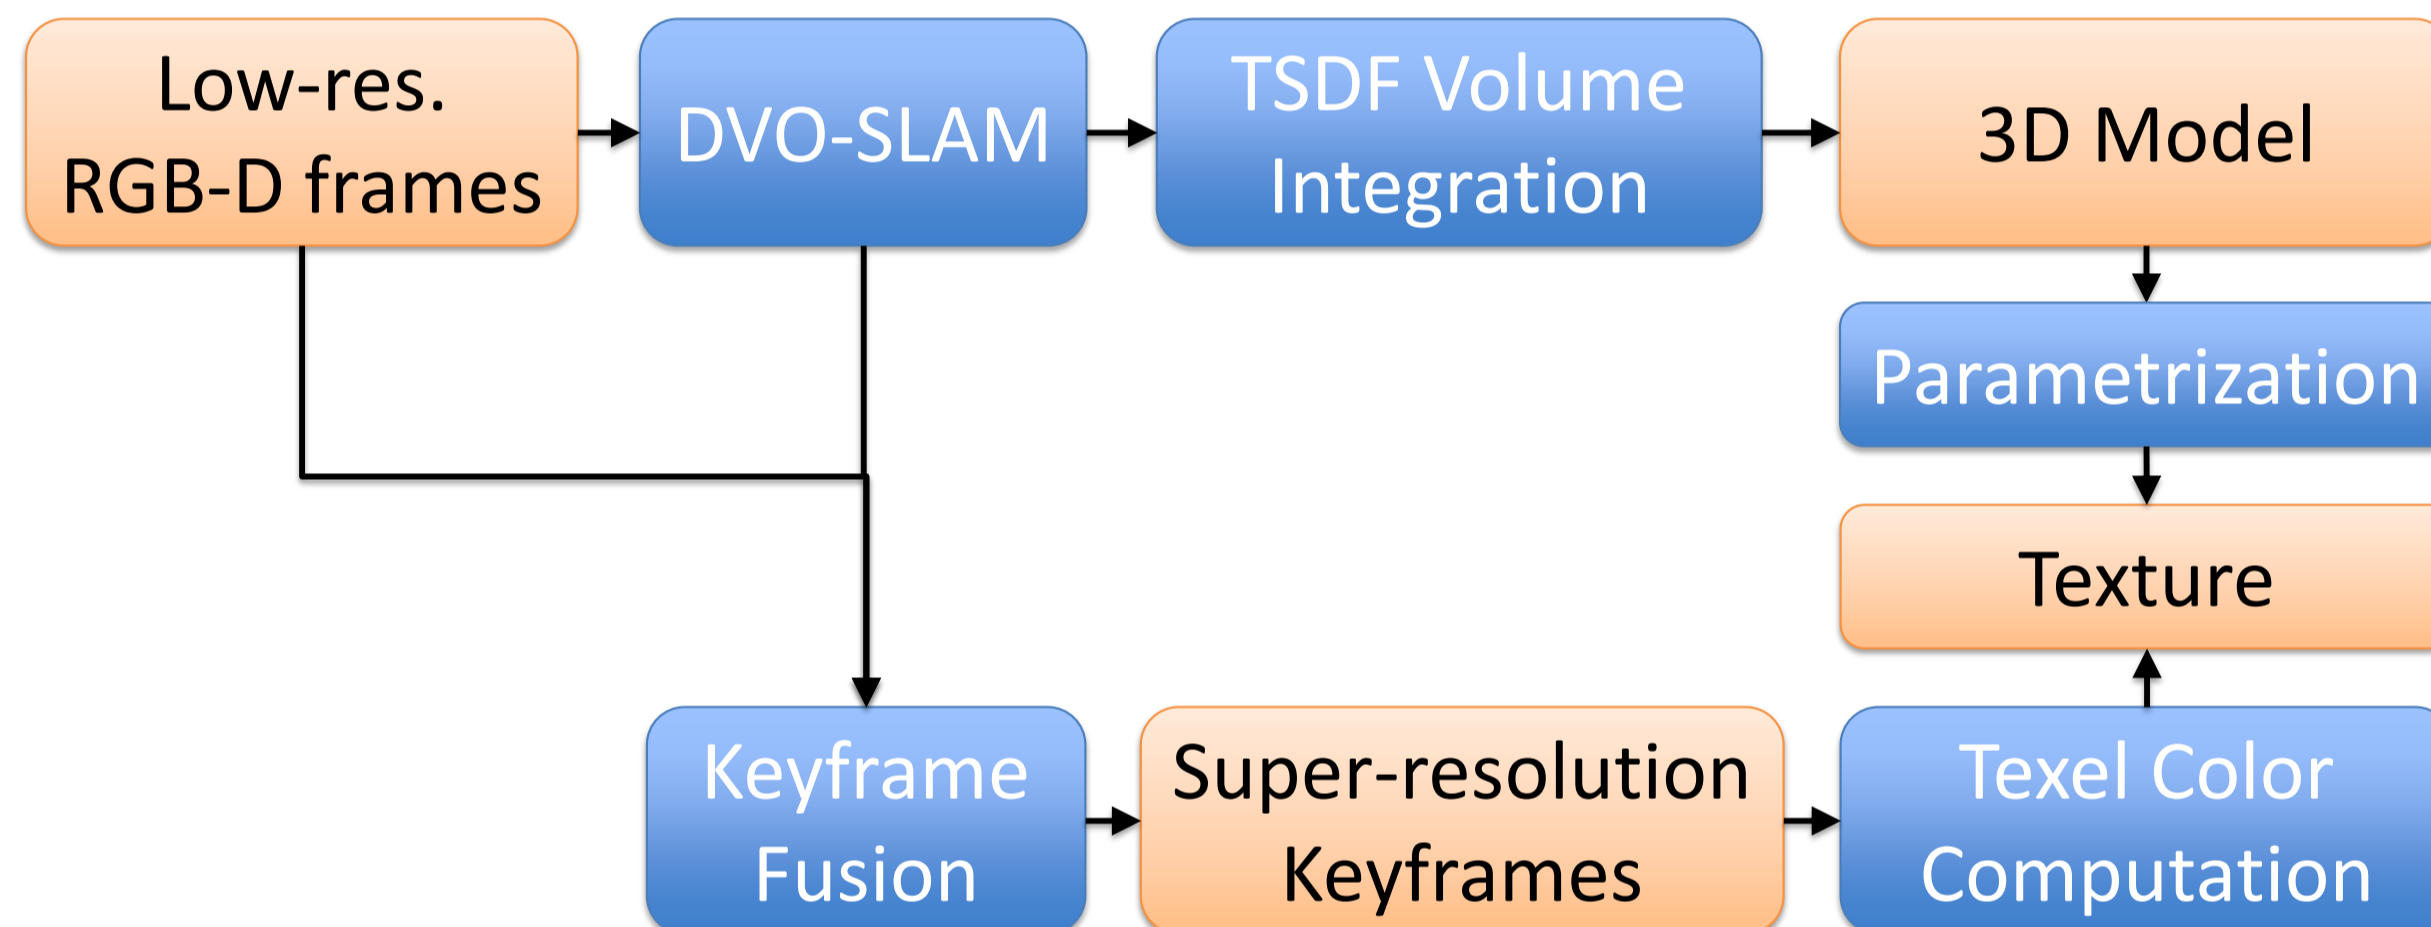 Low-res.
RGB-D frames
DVO-SLAM
TSDF Volume
Integration
3D Model
Parametrization
Texture
Keyframe
Fusion
Super-resolution
Keyframes
Texel Color
Computation